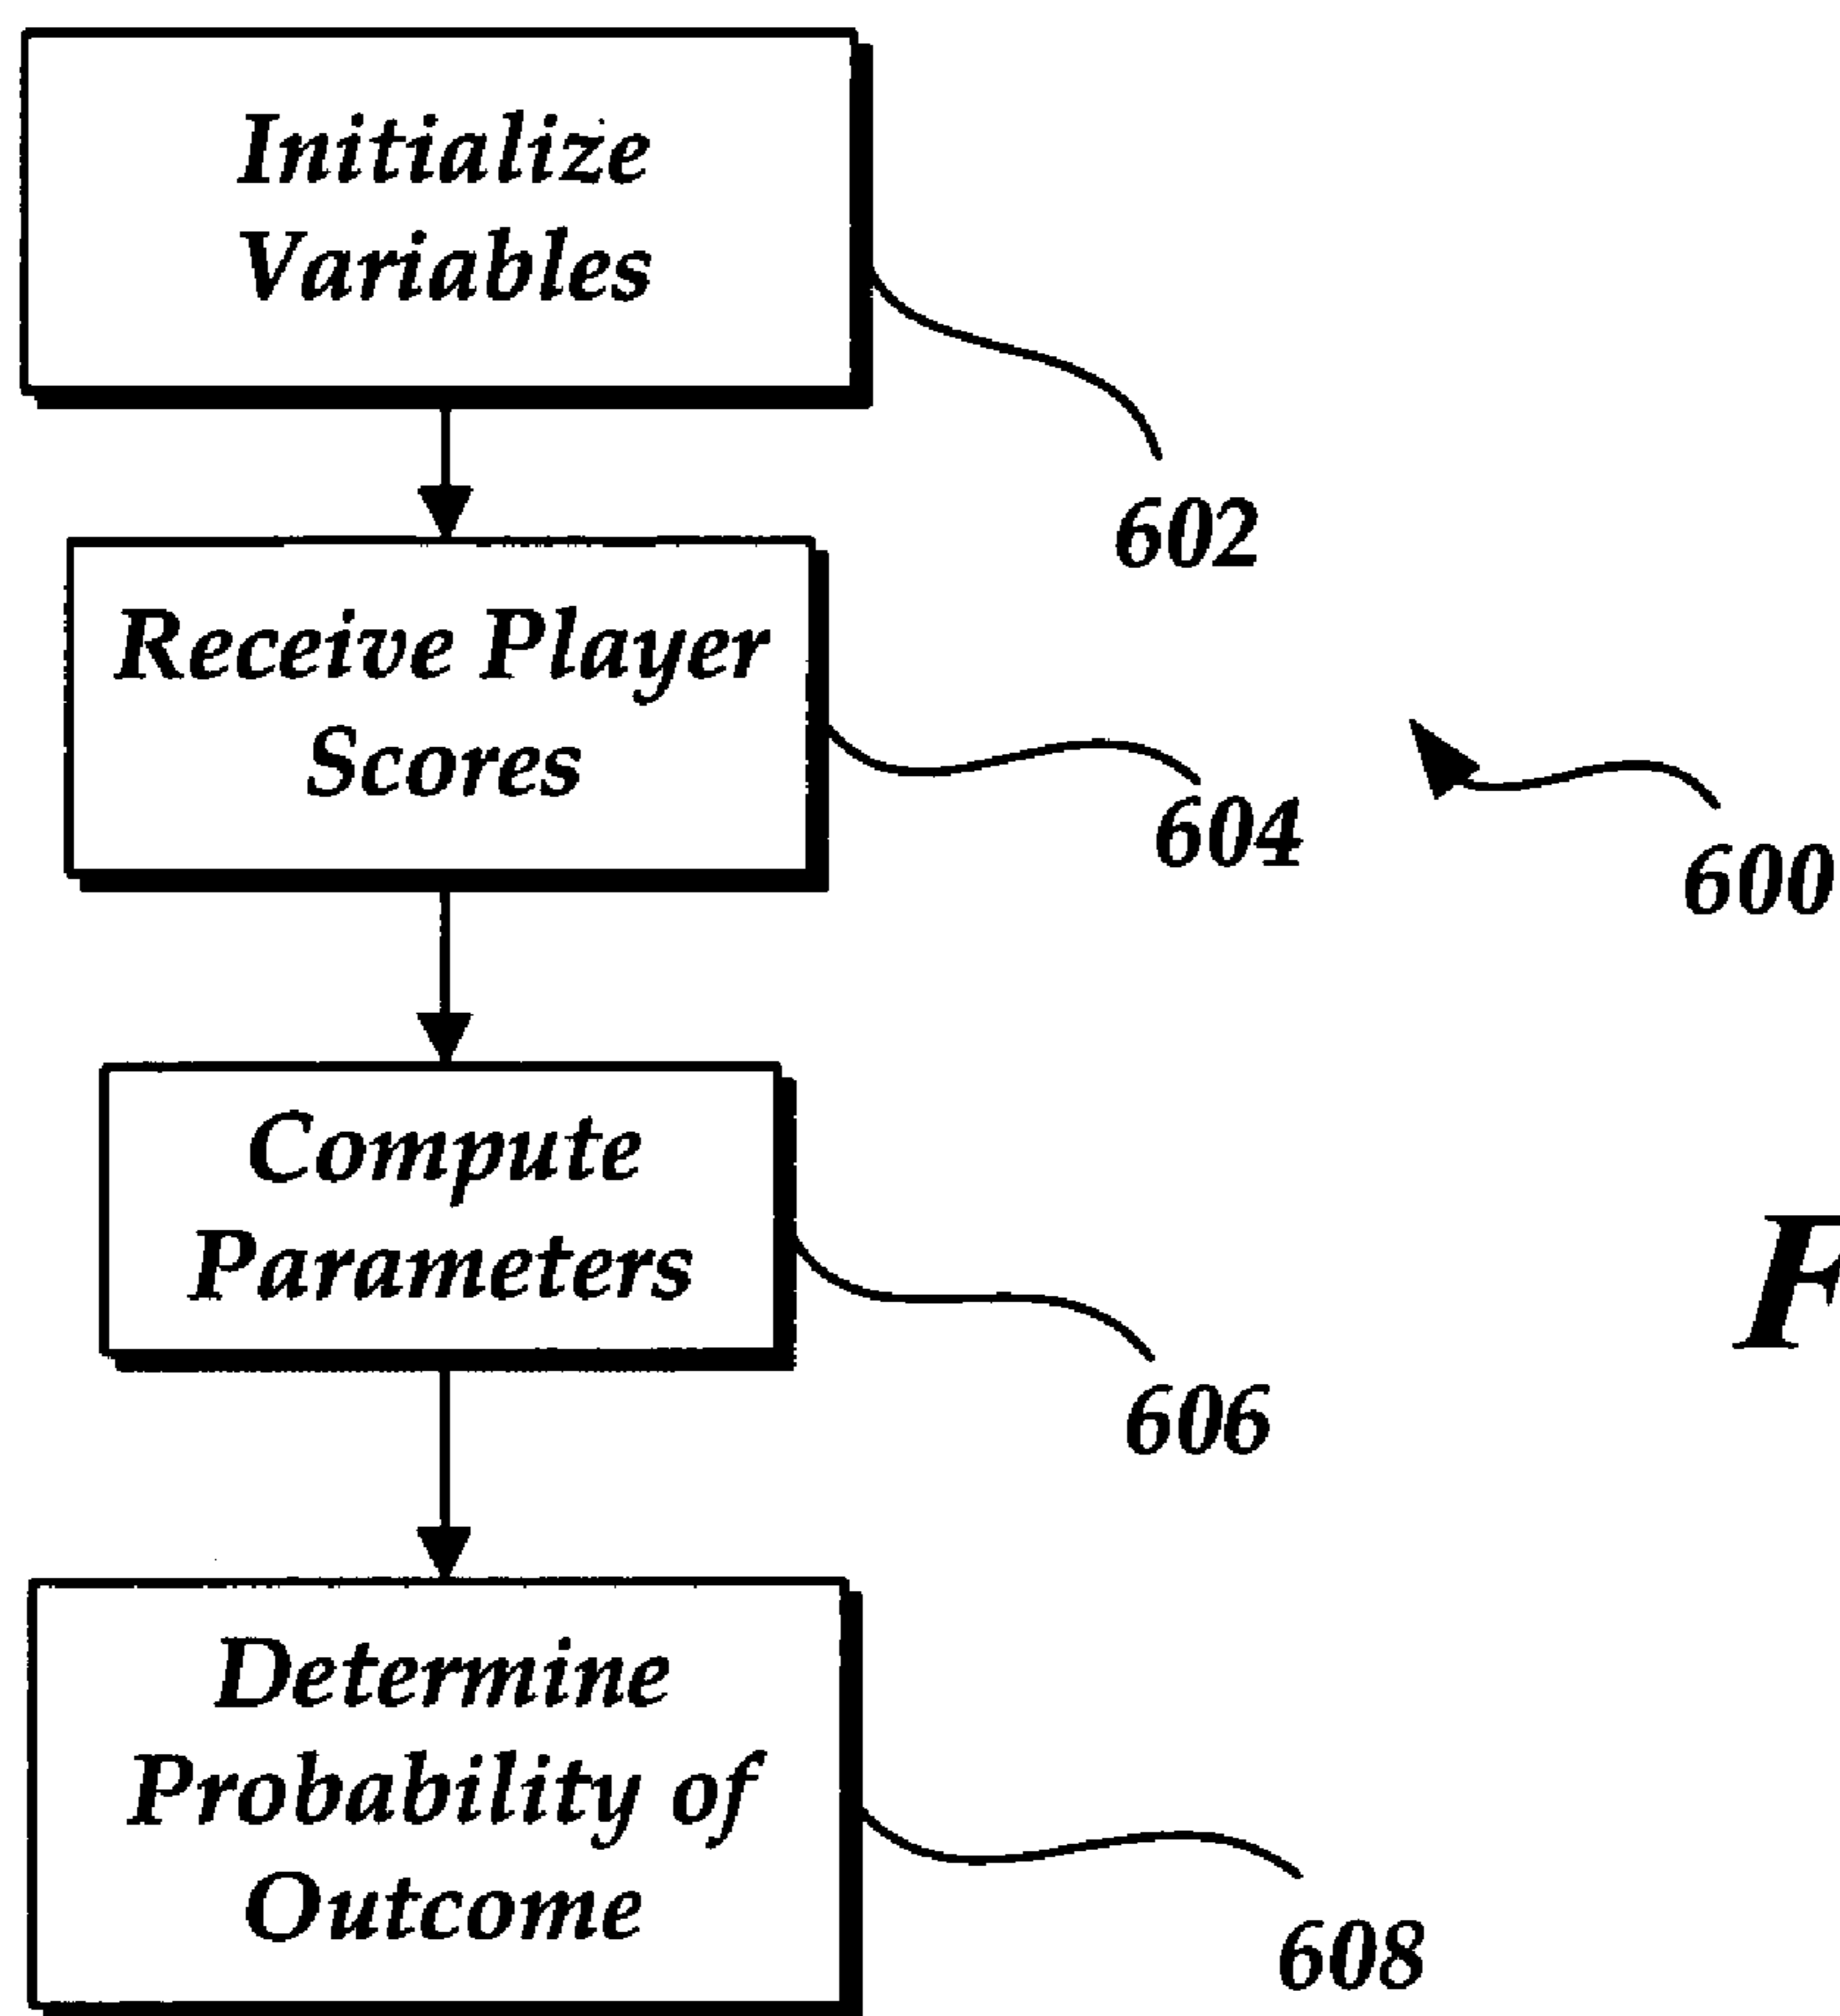 Initialize
Variables
602
Receive Player
Scores
604
600
Compute
Parameters
F
606
Determine
Probability of
Outcome
608